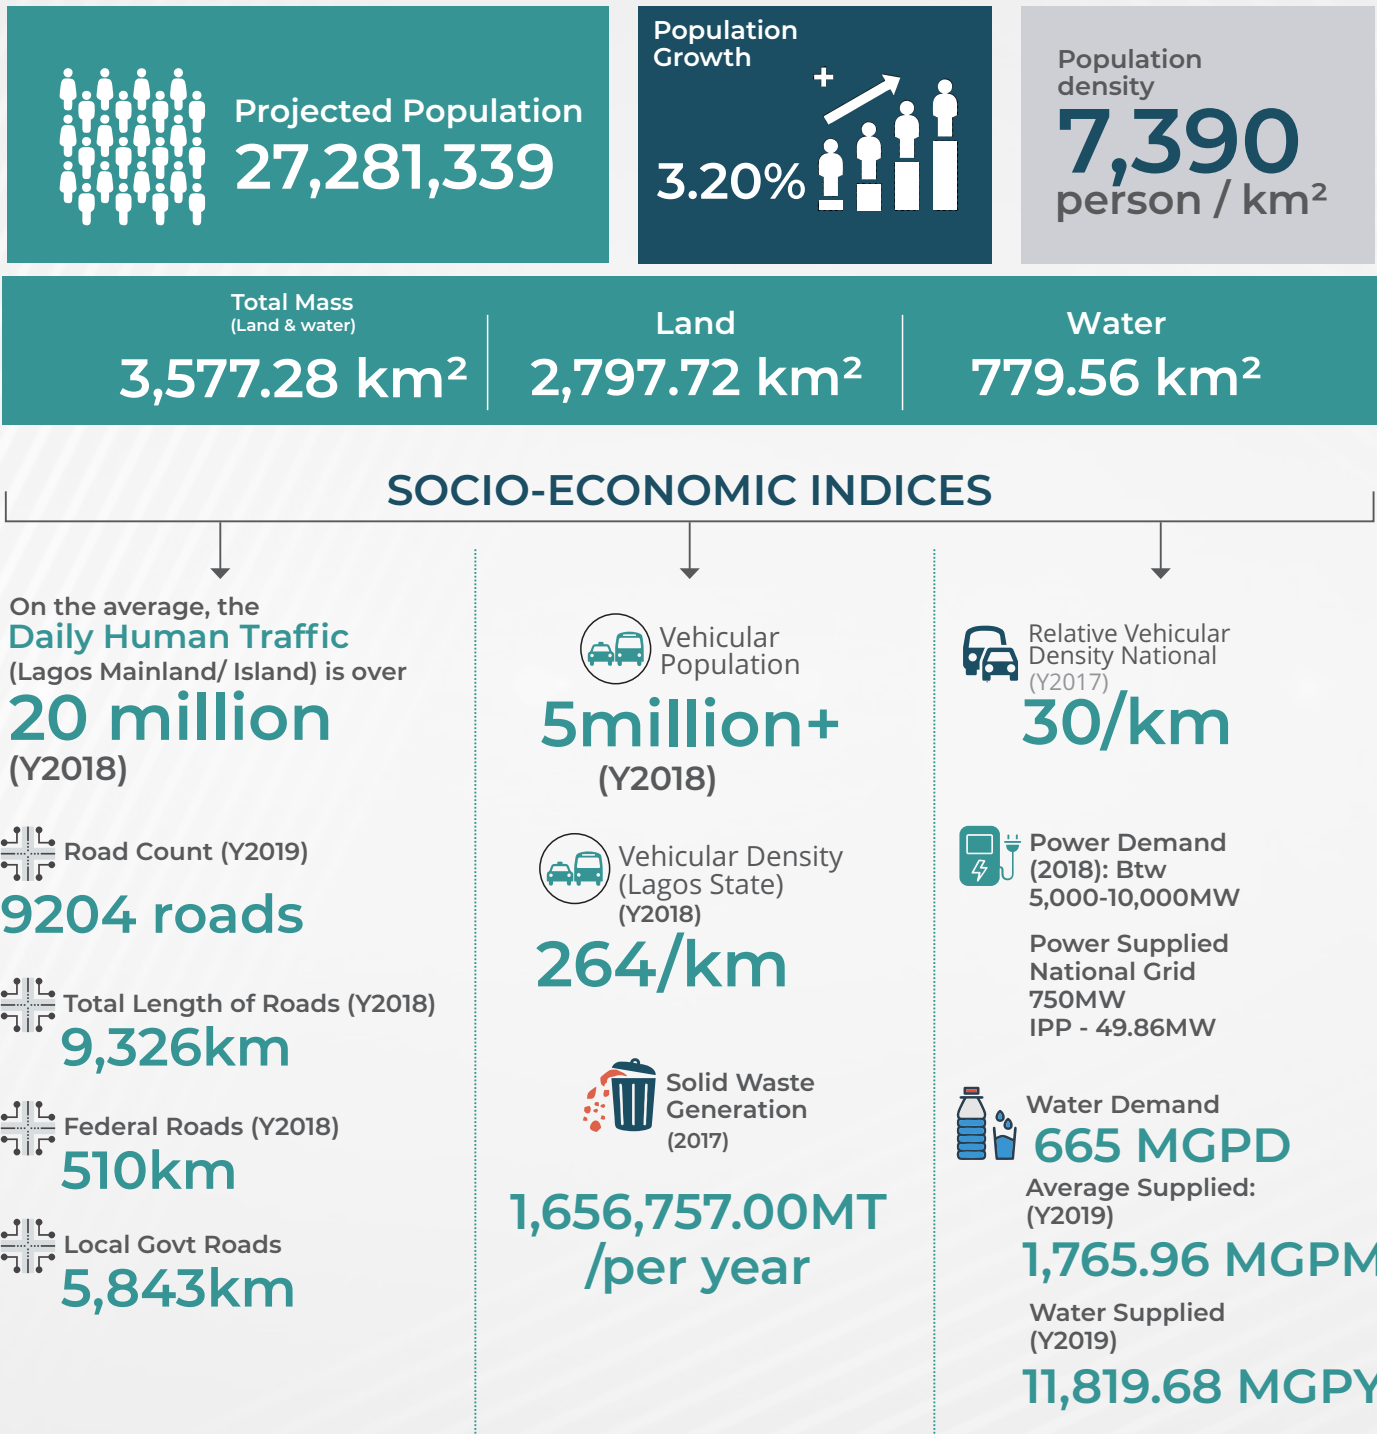 Projected Population
27,281,339
Population
Growth
+
3.20%
Population
density
7,390
person / km²
Total Mass
(Land & water)
3,577.28 km²
Land
2,797.72 km²
Water
779.56 km²
SOCIO-ECONOMIC INDICES
On the average, the
Daily Human Traffic
(Lagos Mainland/ Island) is over
20 million
(Y2018)
Road Count (Y2019)
9204 roads
Total Length of Roads (Y2018)
9,326km
Federal Roads (Y2018)
510km
Local Govt Roads
5,843km
Vehicular
Population
5million+
(Y2018)
Vehicular Density
(Lagos State)
(Y2018)
264/km
Solid Waste
Generation
(2017)
1,656,757.00MT
/per year
Relative Vehicular
Density National
(Y2017)
30/km
Power Demand
(2018): Btw
5,000-10,000MW
Power Supplied
National Grid
750MW
IPP - 49.86MW
Water Demand
665 MGPD
Average Supplied:
(Y2019)
1,765.96 MGPM
Water Supplied
(Y2019)
11,819.68 MGPY